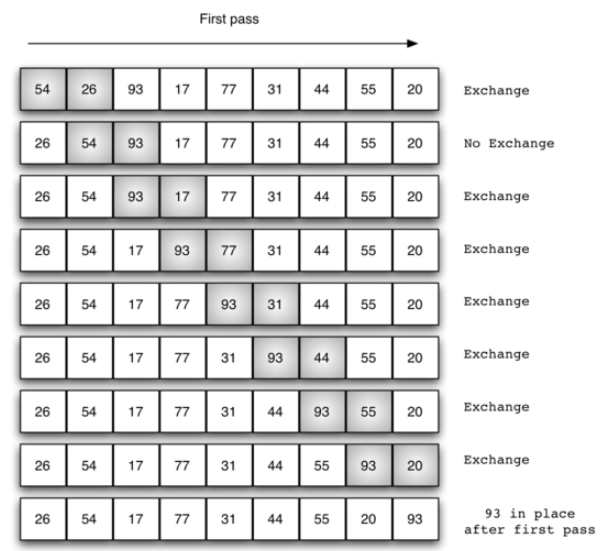 First pass
54 26 93 17 77 31 44 55 20 Exchange
26 54 93 17 77 31 44 55 20 No Exchange
26 54 93 17 77 31 44 55 20 Exchange
26 54 17 93 77 31 44 55 20 Exchange
26 54 17 77 93 31 44 55 20 Exchange
26 54 17 77 31 93 44 55 20 Exchange
26 54 17 77 31 44 93 55 20 Exchange
26 54 17 77 31 44 55 93 20 Exchange
26 54 17 77 31 44 55 20 93 93 in place
after first pass